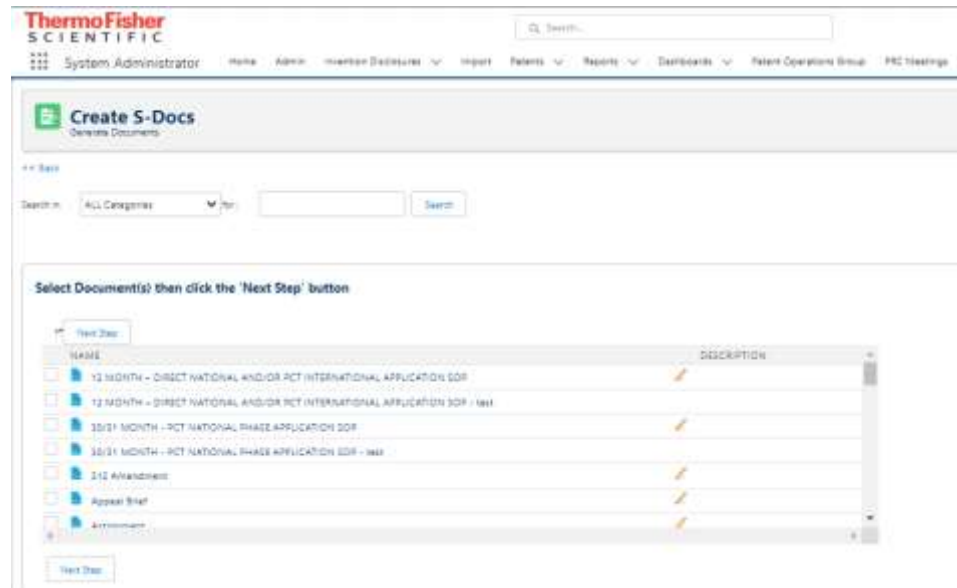 ThermoFisher
SCIENTIFIC
Search...
System Administrator Home Admin Invention Disclosures Import Patents Reports Dashboards Patent Operations Group PRC Meetings
Create S-Docs
Generate Documents
<< Back
Search in ALL Categories for: Search
Select Document(s) then click the 'Next Step' button
Next Step
NAME DESCRIPTION
12 MONTH – DIRECT NATIONAL AND/OR PCT INTERNATIONAL APPLICATION SOP
12 MONTH – DIRECT NATIONAL AND/OR PCT INTERNATIONAL APPLICATION SOP - test
30/31 MONTH - PCT NATIONAL PHASE APPLICATION SOP
30/31 MONTH - PCT NATIONAL PHASE APPLICATION SOP - test
312 Amendment
Appeal Brief
Next Step